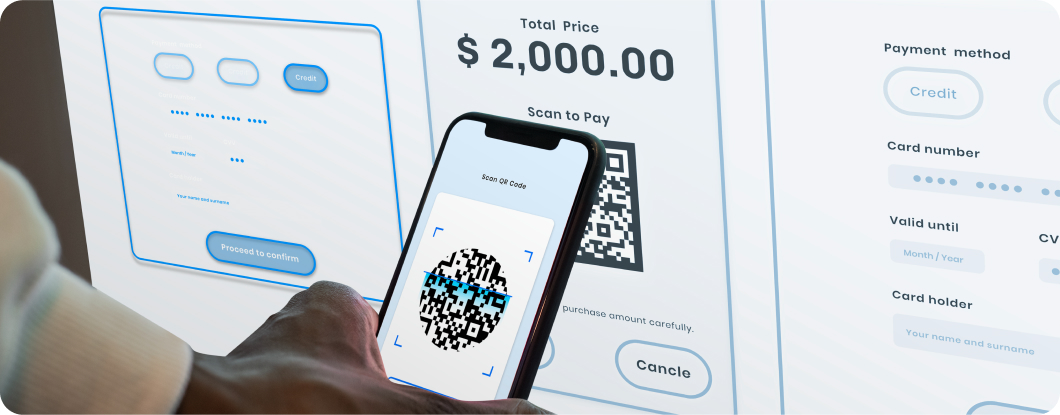 Credit
Month / Year
Your name and surname
Proceed to confirm
Total Price
$ 2,000.00
Scan to Pay
Scan QR Code
purchase amount carefully.
Cancle
Payment method
Credit
Card number
Valid until
CV
Month / Year
Card holder
Your name and surname